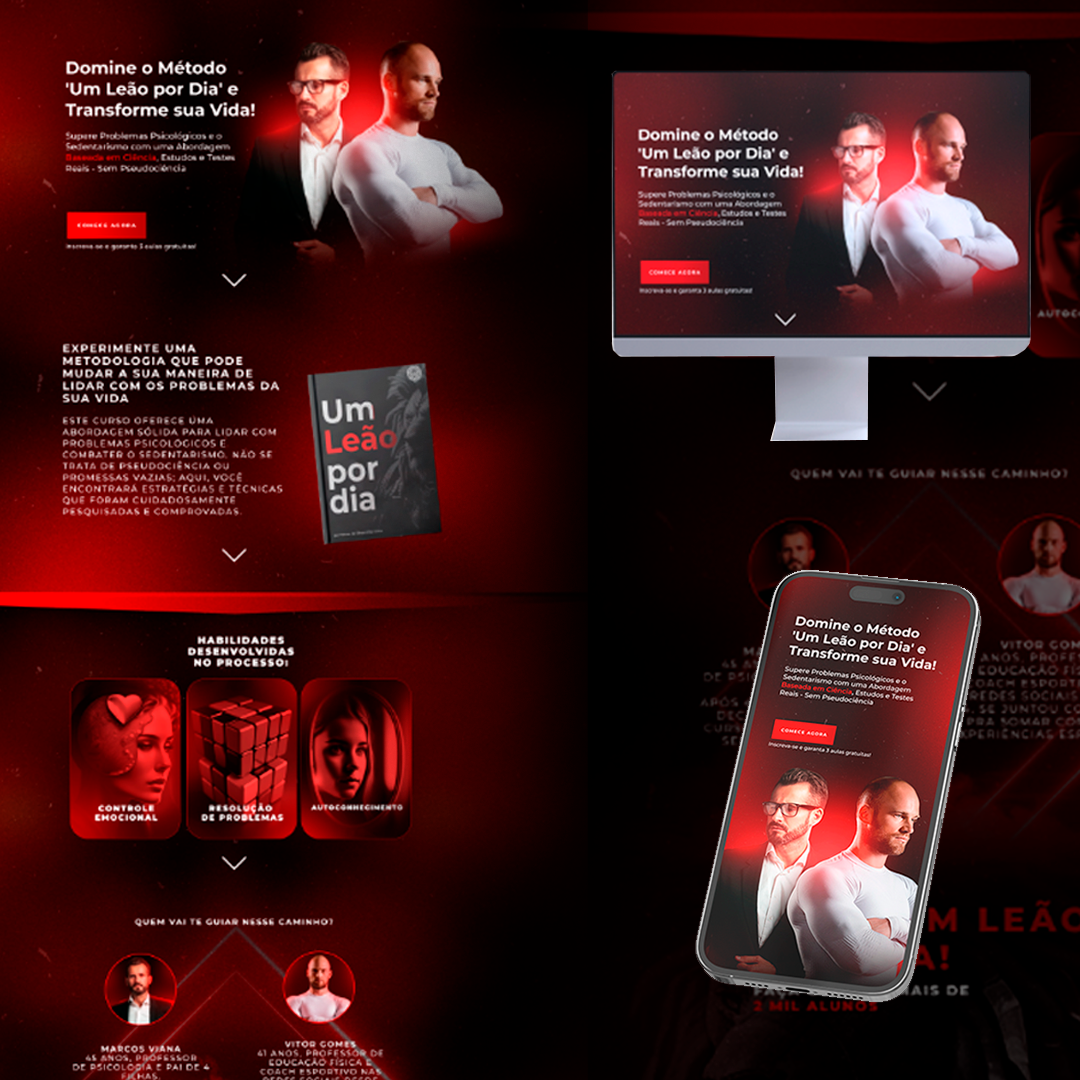 Domine o Método
'Um Leão por Dia' e
Transforme sua Vida!
Supere Problemas Psicológicos e o
Sedentarismo com uma Abordagem
Baseada em Ciência, Estudos e Testes
Reais - Sem Pseudociência
COMECE AGORA
Inscreva-se e garanta 3 aulas gratuitas!
EXPERIMENTE UMA
METODOLOGIA QUE PODE
MUDAR A SUA MANEIRA DE
LIDAR COM OS PROBLEMAS DA
SUA VIDA
ESTE CURSO OFERECE UMA
ABORDAGEM SÓLIDA PARA LIDAR COM
PROBLEMAS PSICOLÓGICOS E
COMBATER O SEDENTARISMO. NÃO SE
TRATA DE PSEUDOCIÊNCIA OU
PROMESSAS VAZIAS; AQUI, VOCÊ
ENCONTRARÁ ESTRATÉGIAS E TÉCNICAS
QUE FORAM CUIDADOSAMENTE
PESQUISADAS E COMPROVADAS.
Um
Leão
por
dia
HABILIDADES
DESENVOLVIDAS
NO PROCESSO:
CONTROLE
EMOCIONAL
RESOLUÇÃO
DE PROBLEMAS
AUTOCONHECIMENTO
QUEM VAI TE GUIAR NESSE CAMINHO?
MARCOS VIANA
45 ANOS, PROFESSOR
DE PSICOLOGIA E PAI DE 4
FILHAS.
VITOR GOMES
41 ANOS, PROFESSOR DE
EDUCAÇÃO FÍSICA E
COACH ESPORTIVO NAS
REDES SOCIAIS DESDE
Domine o Método
'Um Leão por Dia' e
Transforme sua Vida!
Supere Problemas Psicológicos e o
Sedentarismo com uma Abordagem
Baseada em Ciência, Estudos e Testes
Reais - Sem Pseudociência
COMECE AGORA
Inscreva-se e garanta 3 aulas gratuitas!
QUEM VAI TE GUIAR NESSE CAMINHO?
VITOR GOM
ANOS, PROFES
EDUCAÇÃO FÍSI
COACH ESPORTI
REDES SOCIAIS
SE JUNTOU CO
PRA SOMAR CO
Domine o Método
'Um Leão por Dia' e
Transforme sua Vida!
Supere Problemas Psicológicos e o
Sedentarismo com uma Abordagem
Baseada em Ciência, Estudos e Testes
Reais - Sem Pseudociência
COMECE AGORA
Inscreva-se e garanta 3 aulas gratuitas!
M LEÃO
A!
FAÇA
MAIS DE
2 MIL ALUNOS